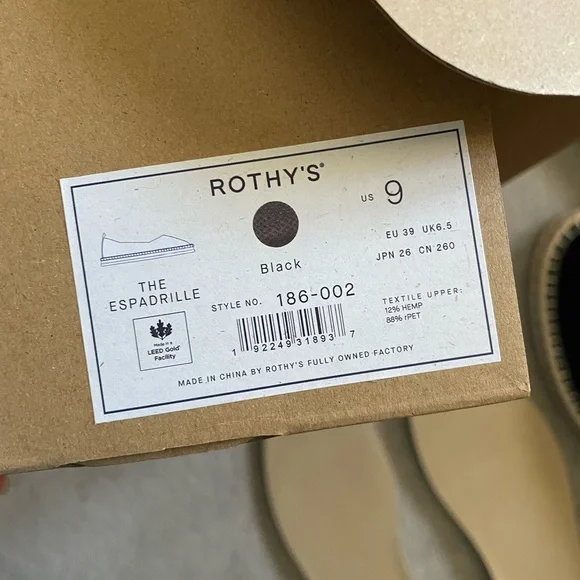 ROTHY'S®
US 9
EU 39 UK6.5
JPN 26 CN 260
Black
THE
ESPADRILLE
STYLE NO. 186-002
TEXTILE UPPER:
12% HEMP
88% rPET
Made in a
LEED Gold
Facility
1 92249 31893 7
MADE IN CHINA BY ROTHY'S FULLY OWNED FACTORY